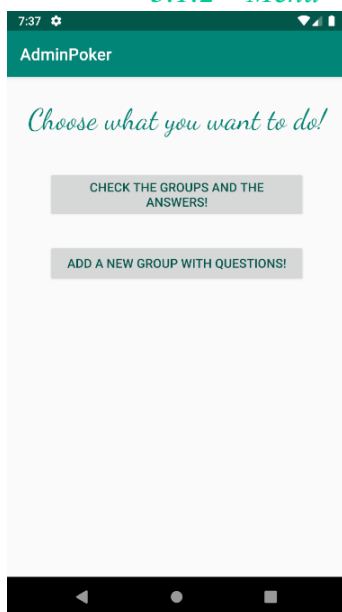 7:37
AdminPoker
Choose what you want to do!
CHECK THE GROUPS AND THE
ANSWERS!
ADD A NEW GROUP WITH QUESTIONS!